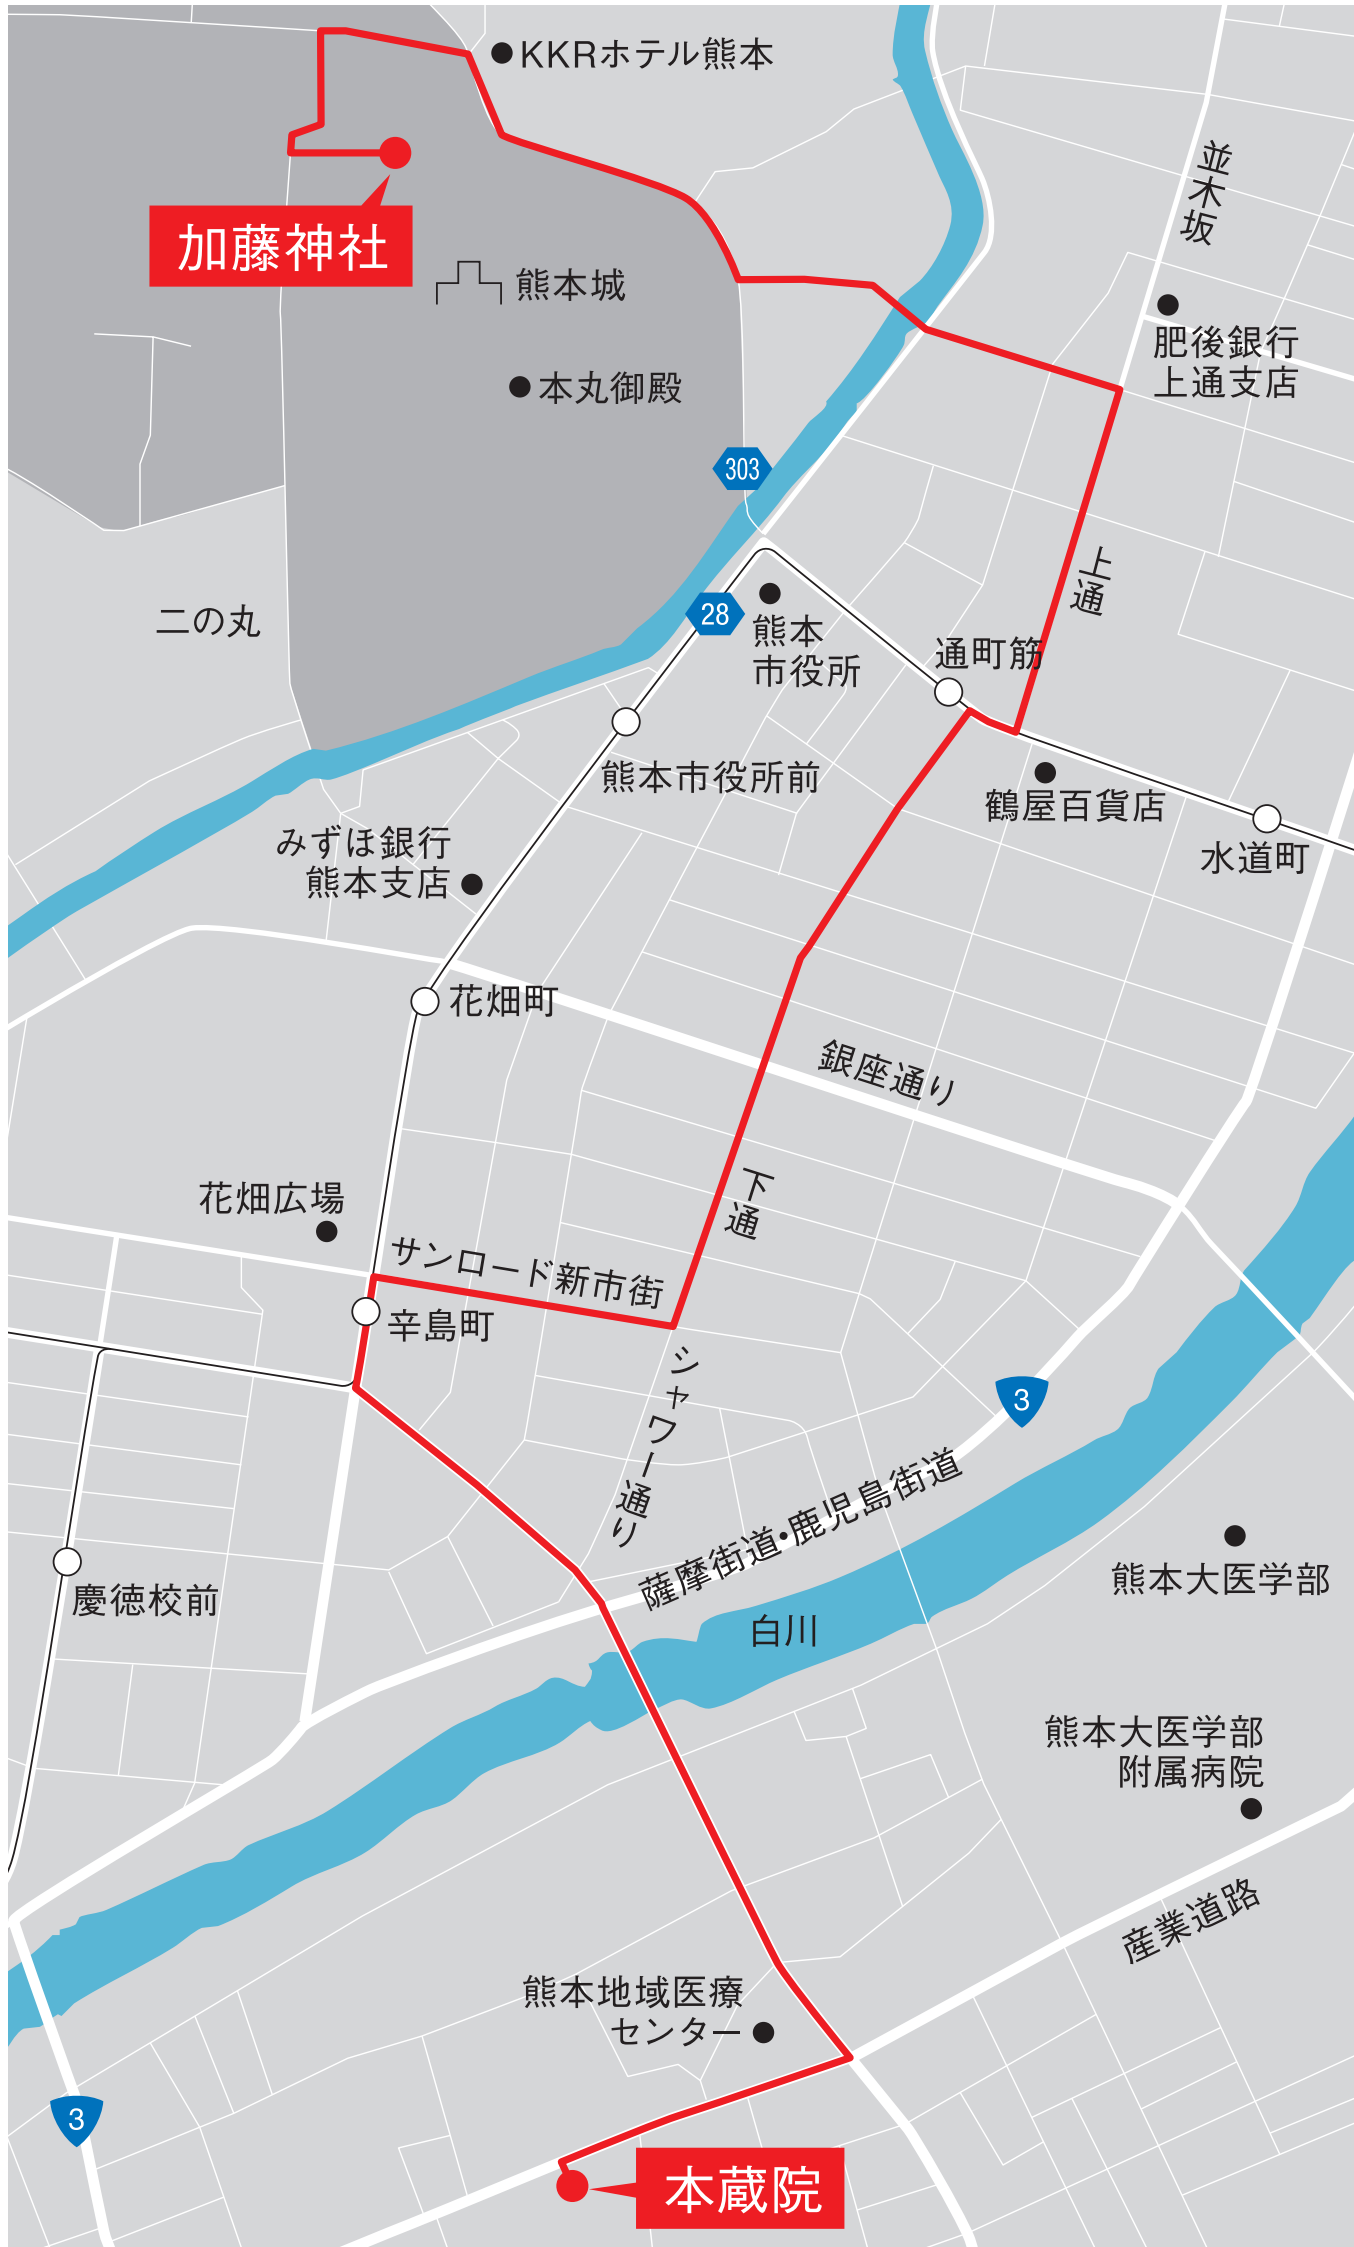 KKRホテル熊本
並木坂
加藤神社
熊本城
肥後銀行
上通支店
本丸御殿
303
上通
28
二の丸
熊本
市役所
通町筋
熊本市役所前
鶴屋百貨店
水道町
みずほ銀行
熊本支店
花畑町
銀座通り
花畑広場
下通
サンロード新市街
辛島町
シャワー通り
3
薩摩街道・鹿児島街道
熊本大医学部
慶徳校前
白川
熊本大医学部
附属病院
産業道路
熊本地域医療
センター
3
本蔵院